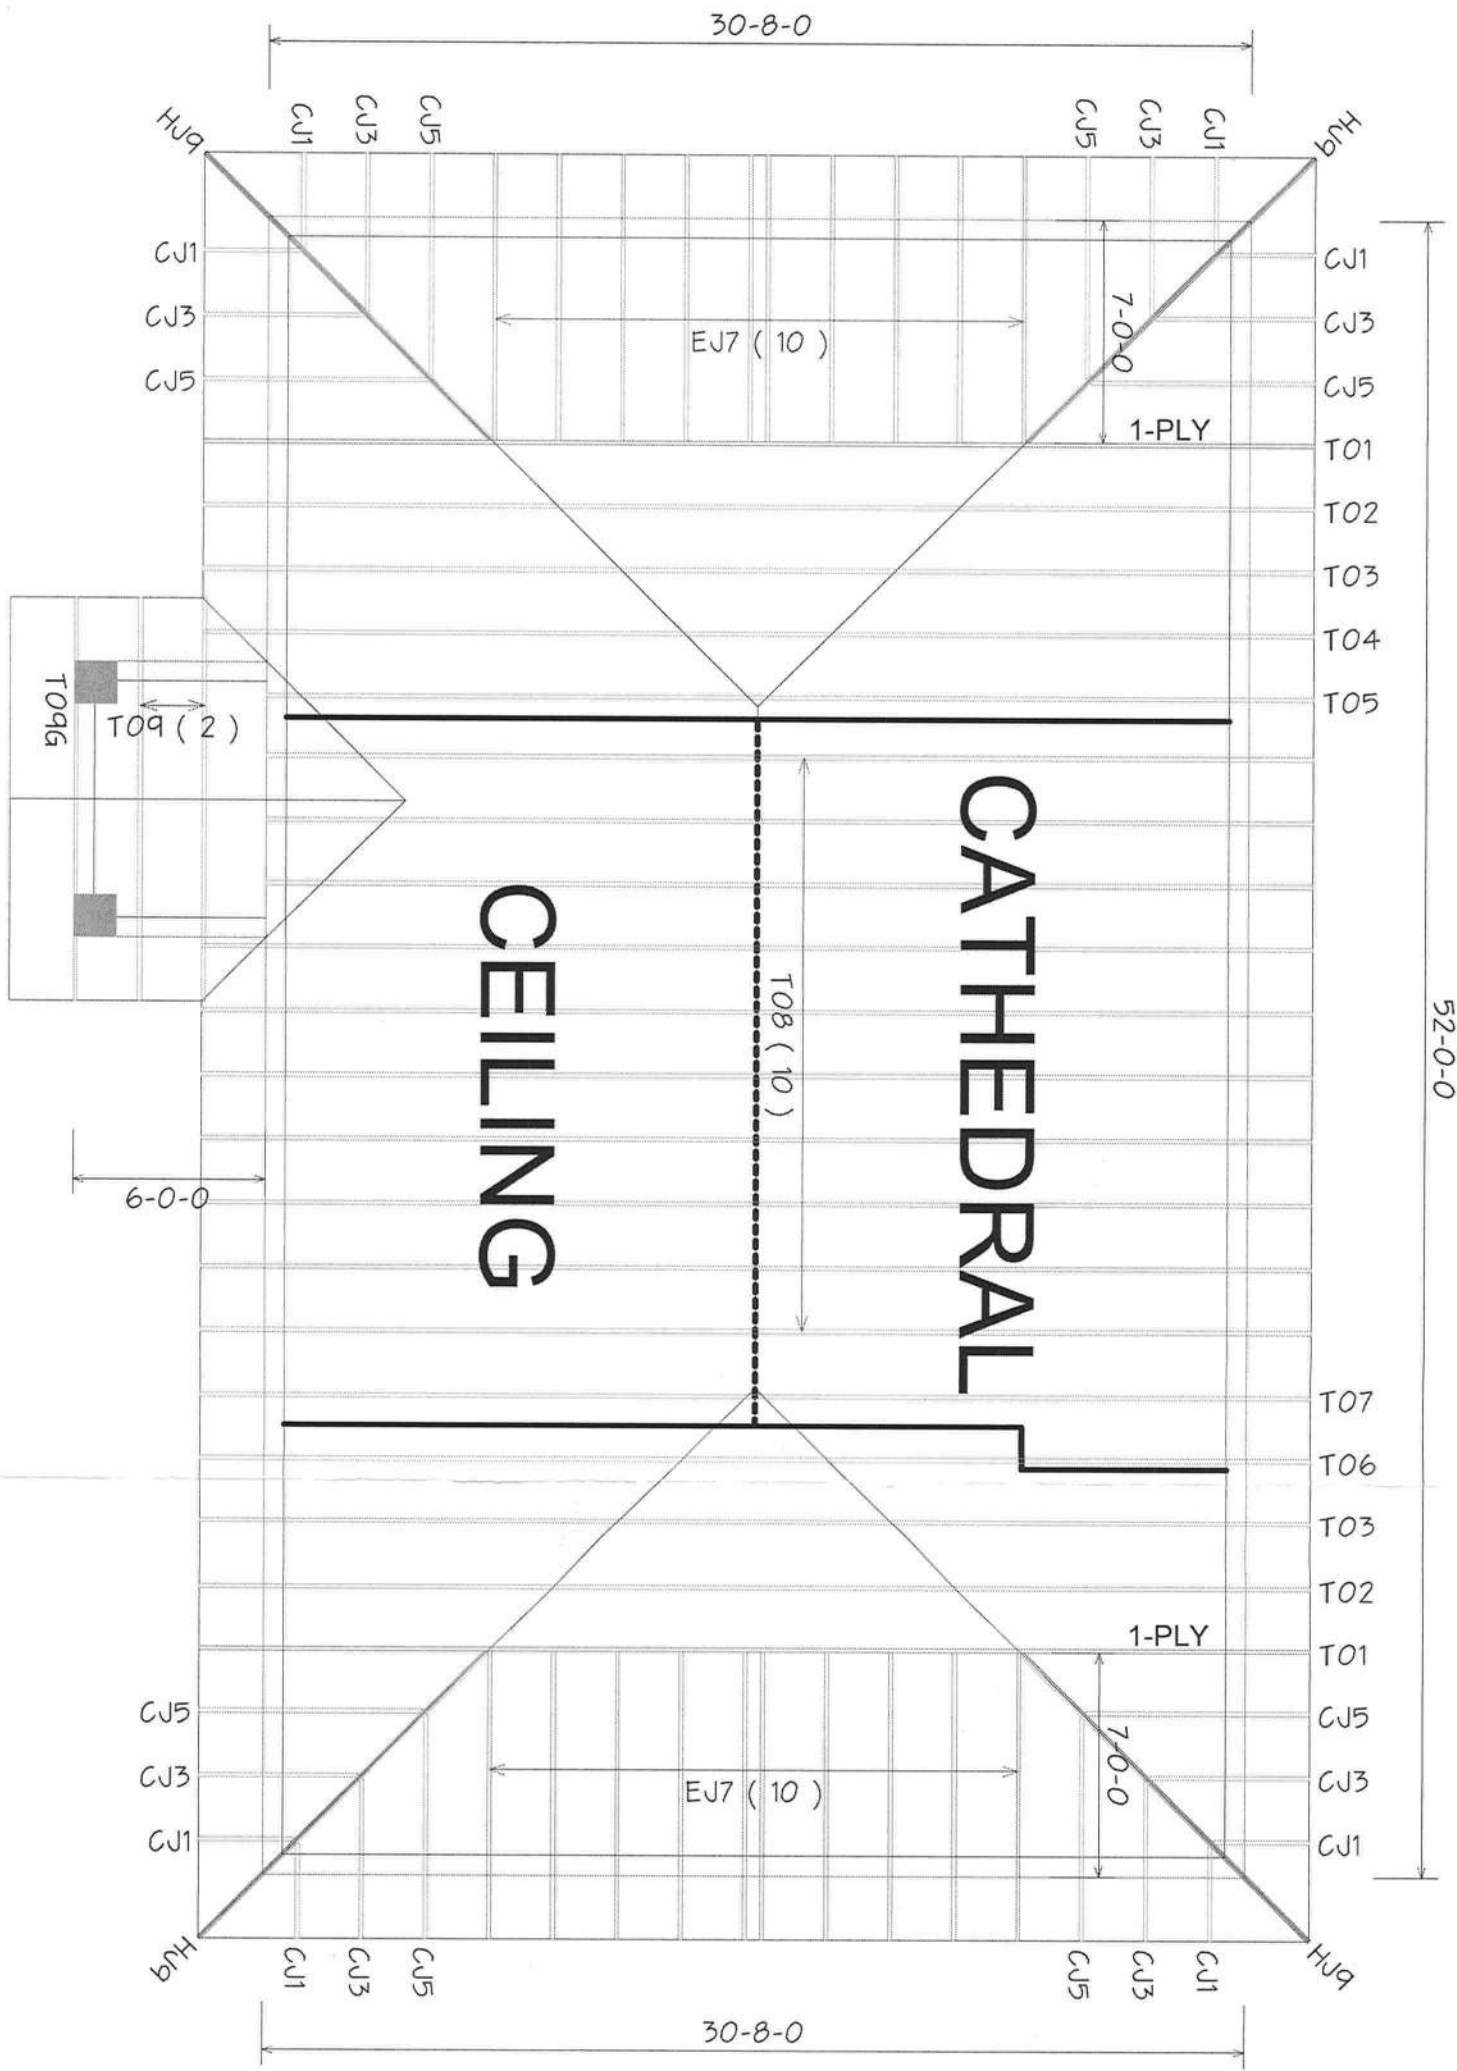 30-8-0
HJ9
CJ1
CJ3
CJ5
CJ5
CJ3
CJ1
HJ9
CJ1
CJ1
CJ3
CJ3
7-0-0
EJ7 ( 10 )
CJ5
CJ5
1-PLY
T01
T02
T03
T04
T05
T09G
T09 ( 2 )
CATHEDRAL
CEILING
T08 ( 10 )
52-0-0
6-0-0
T07
T06
T03
T02
1-PLY
T01
CJ5
CJ5
7-0-0
EJ7 ( 10 )
CJ3
CJ3
CJ1
CJ1
HJ9
CJ1
CJ3
CJ5
CJ5
CJ3
CJ1
HJ9
30-8-0